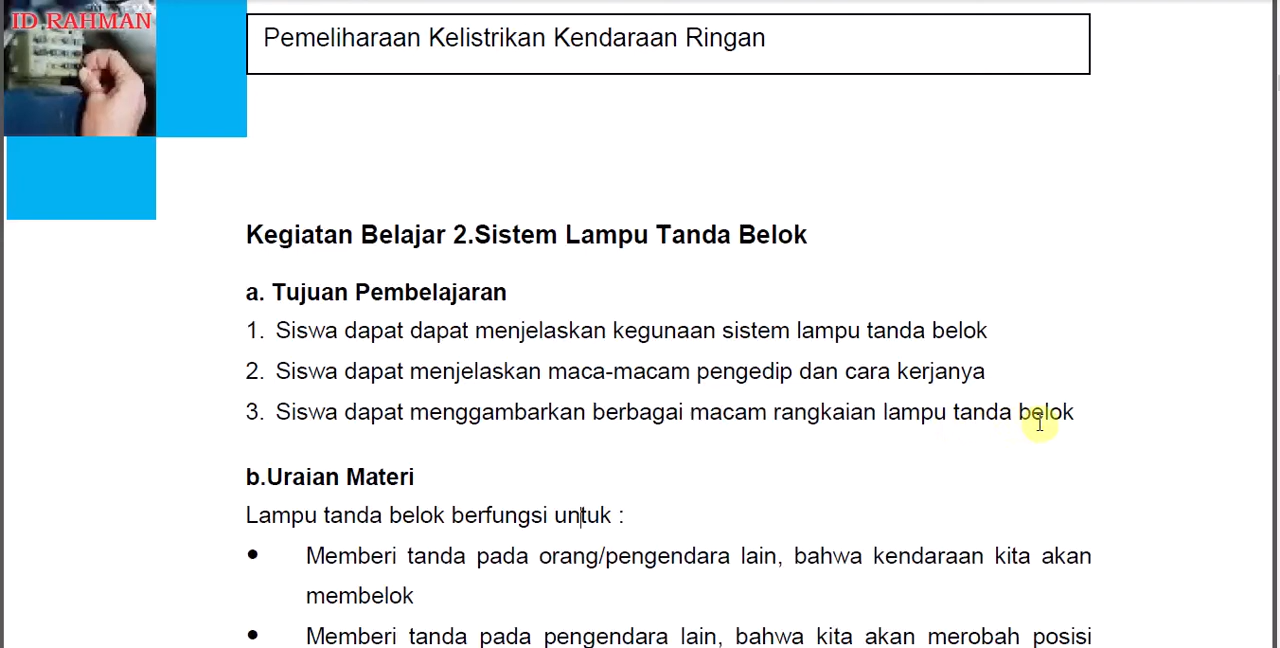 ID RAHMAN
Pemeliharaan Kelistrikan Kendaraan Ringan
Kegiatan Belajar 2.Sistem Lampu Tanda Belok
a. Tujuan Pembelajaran
1. Siswa dapat dapat menjelaskan kegunaan sistem lampu tanda belok
2. Siswa dapat menjelaskan maca-macam pengedip dan cara kerjanya
3. Siswa dapat menggambarkan berbagai macam rangkaian lampu tanda belok
b.Uraian Materi
Lampu tanda belok berfungsi untuk :
• Memberi tanda pada orang/pengendara lain, bahwa kendaraan kita akan
membelok
• Memberi tanda pada pengendara lain, bahwa kita akan merobah posisi